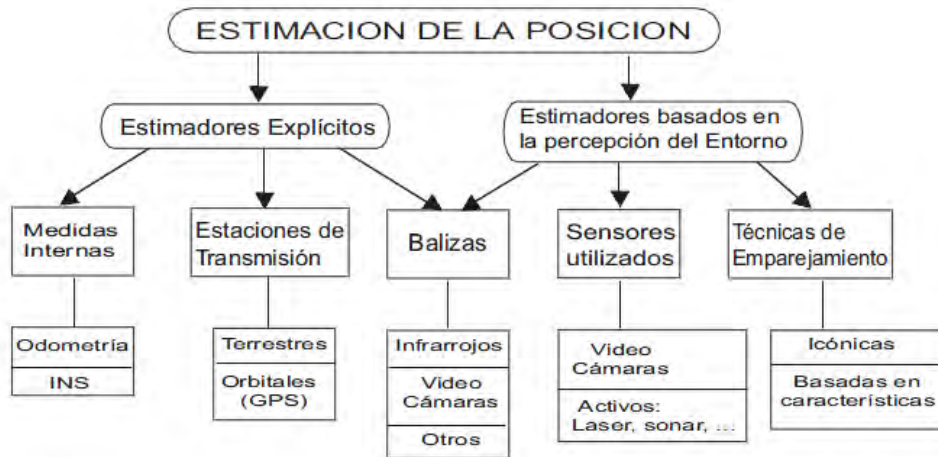 ESTIMACION DE LA POSICION
Estimadores Explícitos
Estimadores basados en
la percepción del Entorno
Medidas
Internas
Estaciones de
Transmisión
Balizas
Sensores
utilizados
Técnicas de
Emparejamiento
Odometría
INS
Terrestres
Orbitales
(GPS)
Infrarrojos
Video
Cámaras
Otros
Video
Cámaras
Activos:
Laser, sonar, ...
Icónicas
Basadas en
características